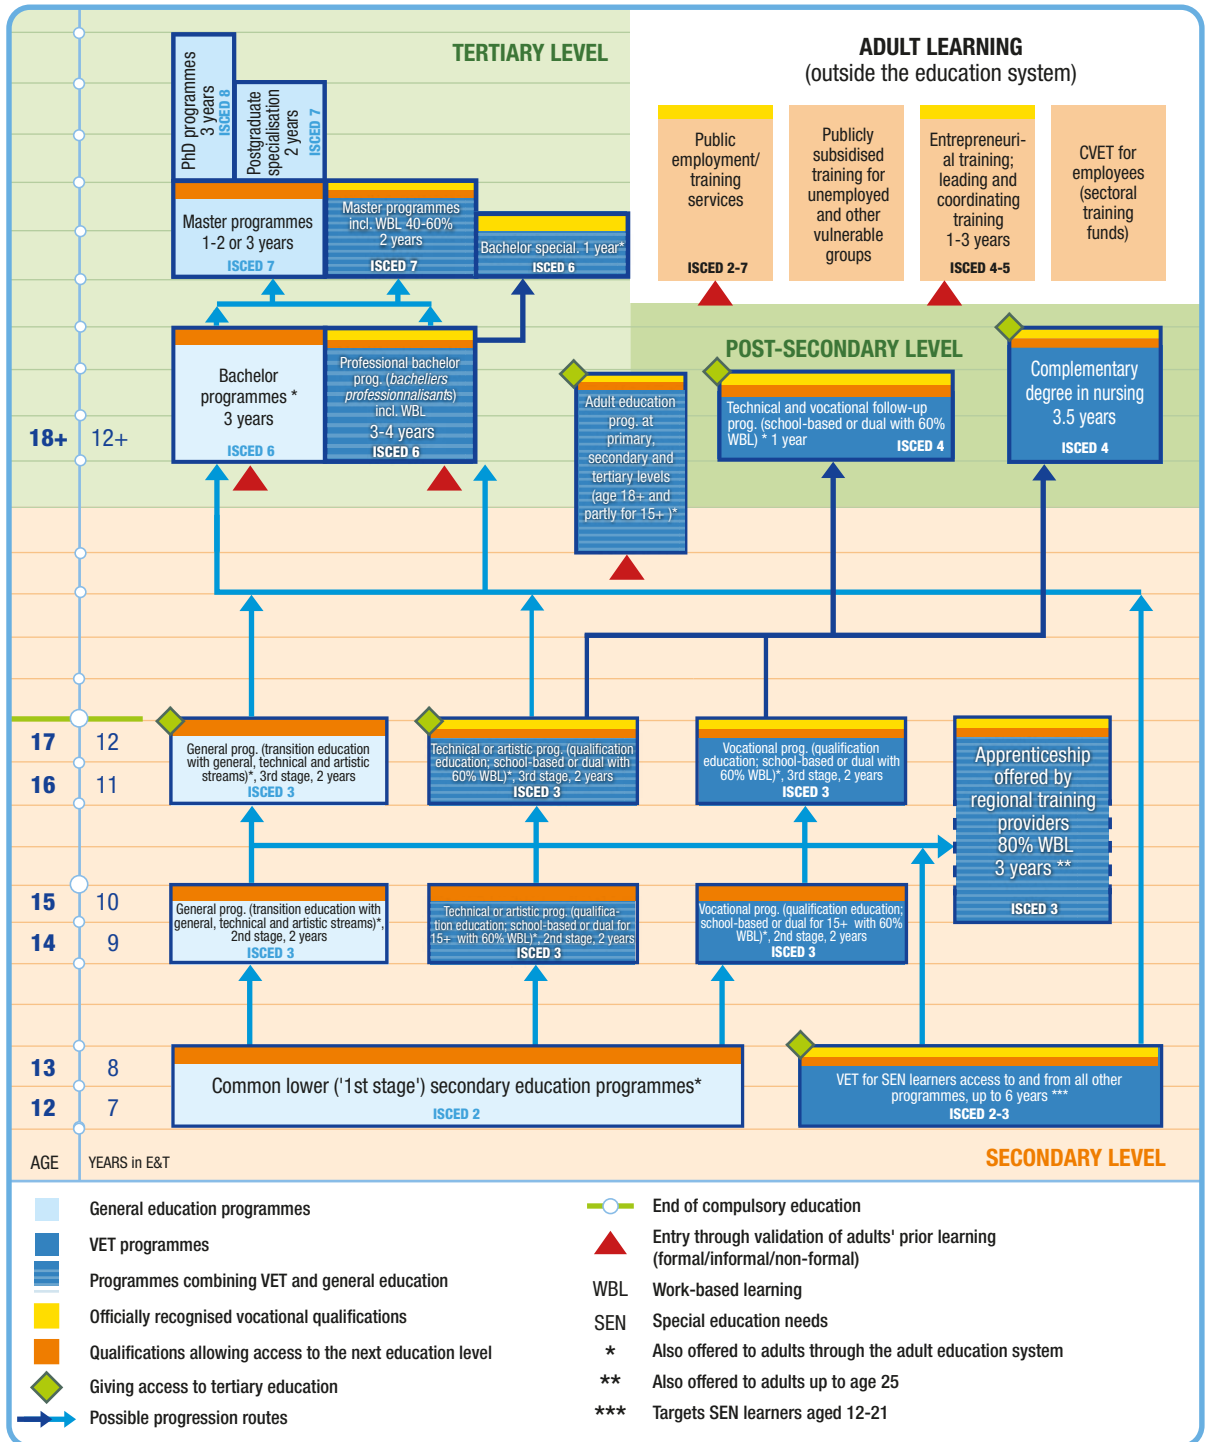 TERTIARY LEVEL
ADULT LEARNING
(outside the education system)
PhD programmes
3 years
ISCED 8
Postgraduate
specialisation
2 years
ISCED 7
Public
employment/
training
services
ISCED 2-7
Publicly
subsidised
training for
unemployed
and other
vulnerable
groups
Entrepreneuri-
al training;
leading and
coordinating
training
1-3 years
ISCED 4-5
CVET for
employees
(sectoral
training
funds)
Master programmes
1-2 or 3 years
ISCED 7
Master programmes
incl. WBL 40-60%
2 years
ISCED 7
Bachelor special. 1 year*
ISCED 6
POST-SECONDARY LEVEL
Bachelor
programmes *
3 years
ISCED 6
Professional bachelor
prog. (bacheliers
professionnalisants)
incl. WBL
3-4 years
ISCED 6
Adult education
prog. at
primary,
secondary and
tertiary levels
(age 18+ and
partly for 15+ )*
Technical and vocational follow-up
prog. (school-based or dual with 60%
WBL) * 1 year
ISCED 4
Complementary
degree in nursing
3.5 years
ISCED 4
18+ 12+
17 12
16 11
General prog. (transition education
with general, technical and artistic
streams)*, 3rd stage, 2 years
ISCED 3
Technical or artistic prog. (qualification
education; school-based or dual with
60% WBL)*, 3rd stage, 2 years
ISCED 3
Vocational prog. (qualification
education; school-based or dual with
60% WBL)*, 3rd stage, 2 years
ISCED 3
Apprenticeship
offered by
regional training
providers
80% WBL
3 years **
ISCED 3
15 10
14 9
General prog. (transition education with
general, technical and artistic streams)*,
2nd stage, 2 years
ISCED 3
Technical or artistic prog. (qualifica-
tion education; school-based or dual for
15+ with 60% WBL)*, 2nd stage, 2 years
ISCED 3
Vocational prog. (qualification education;
school-based or dual for 15+ with 60%
WBL)*, 2nd stage, 2 years
ISCED 3
13 8
12 7
Common lower ('1st stage') secondary education programmes*
ISCED 2
VET for SEN learners access to and from all other
programmes, up to 6 years ***
ISCED 2-3
AGE YEARS in E&T
SECONDARY LEVEL
General education programmes
VET programmes
Programmes combining VET and general education
Officially recognised vocational qualifications
Qualifications allowing access to the next education level
Giving access to tertiary education
Possible progression routes
End of compulsory education
Entry through validation of adults' prior learning
(formal/informal/non-formal)
WBL Work-based learning
SEN Special education needs
* Also offered to adults through the adult education system
** Also offered to adults up to age 25
*** Targets SEN learners aged 12-21